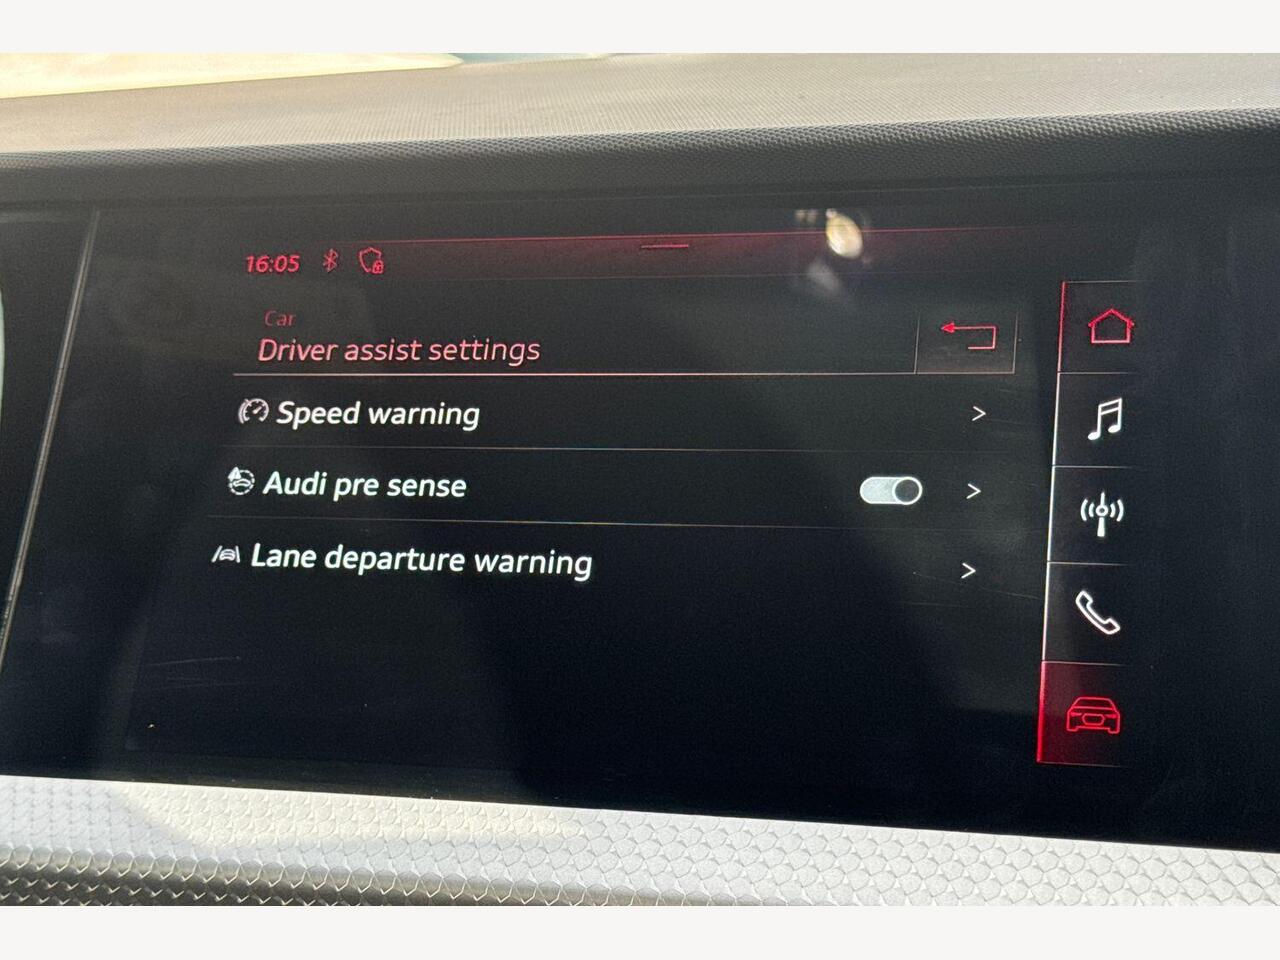 16:05
Car
Driver assist settings
Speed warning
Audi pre sense
Lane departure warning